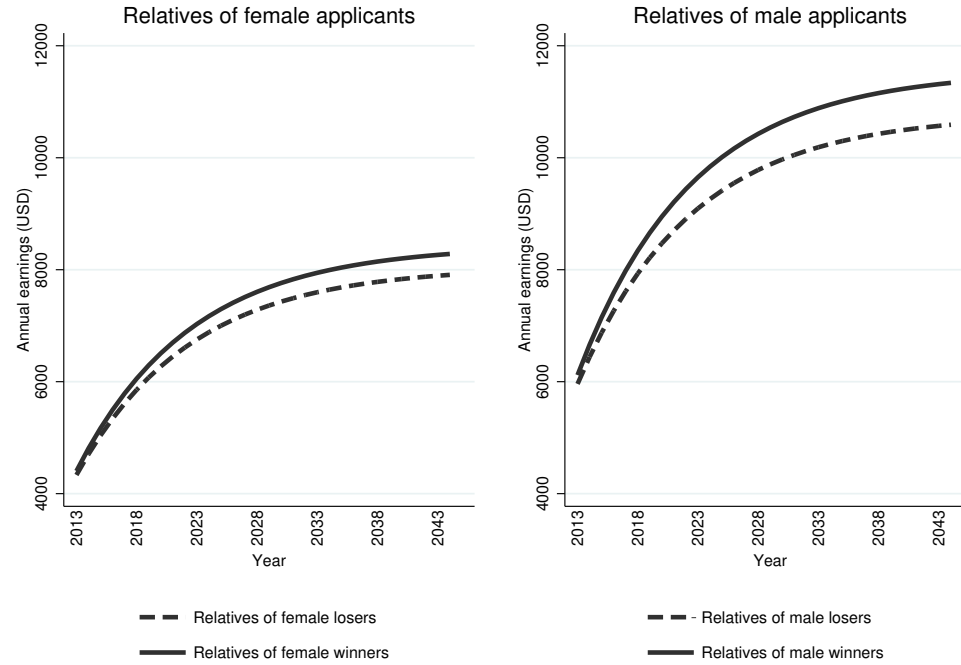 Relatives of female applicants
Annual earnings (USD)
12000
10000
8000
6000
4000
2013 2018 2023 2028 2033 2038 2043
Year
Relatives of female losers
Relatives of female winners
Relatives of male applicants
Annual earnings (USD)
12000
10000
8000
6000
4000
2013 2018 2023 2028 2033 2038 2043
Year
Relatives of male losers
Relatives of male winners